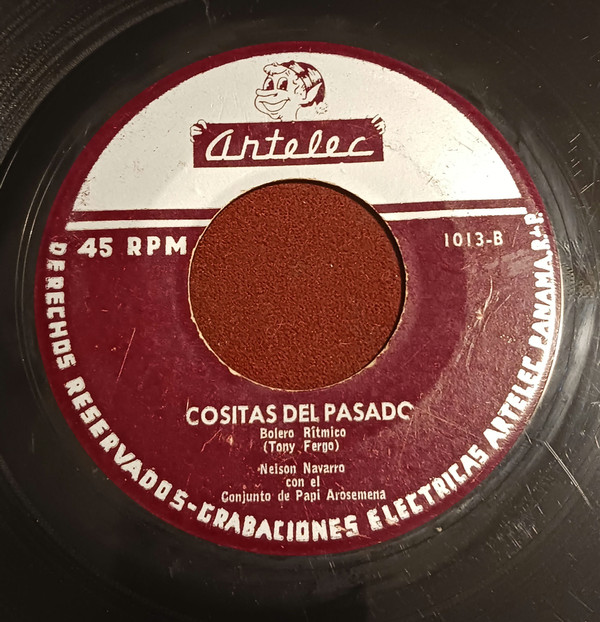 Artelec
45 RPM
1013-B
COSITAS DEL PASADO
Bolero Rítmico
(Tony Fergo)
Nelson Navarro
con el
Conjunto de Papi Arosemena
DERECHOS RESERVADOS-GRABACIONES ELECTRICAS ARTELEC PANAMA.R-P.